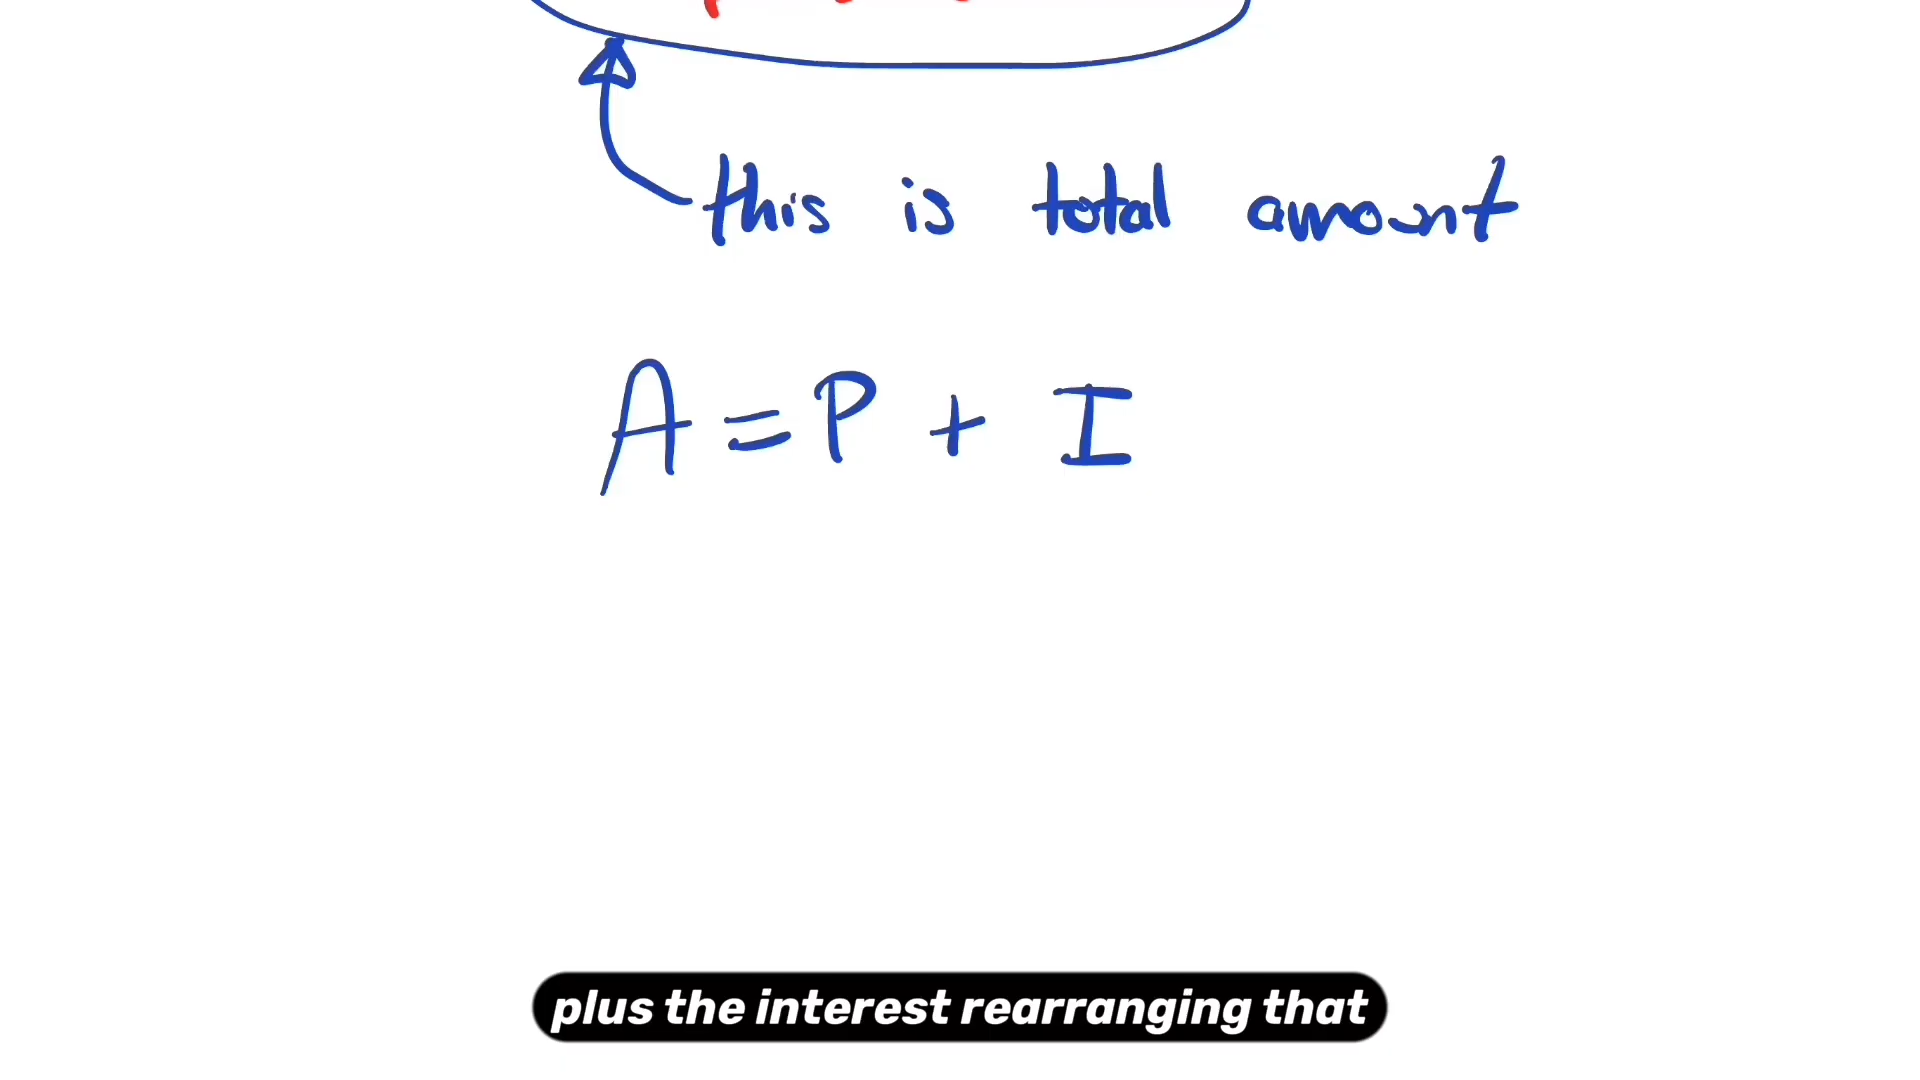 this is total amount
A = P + I
plus the interest rearranging that